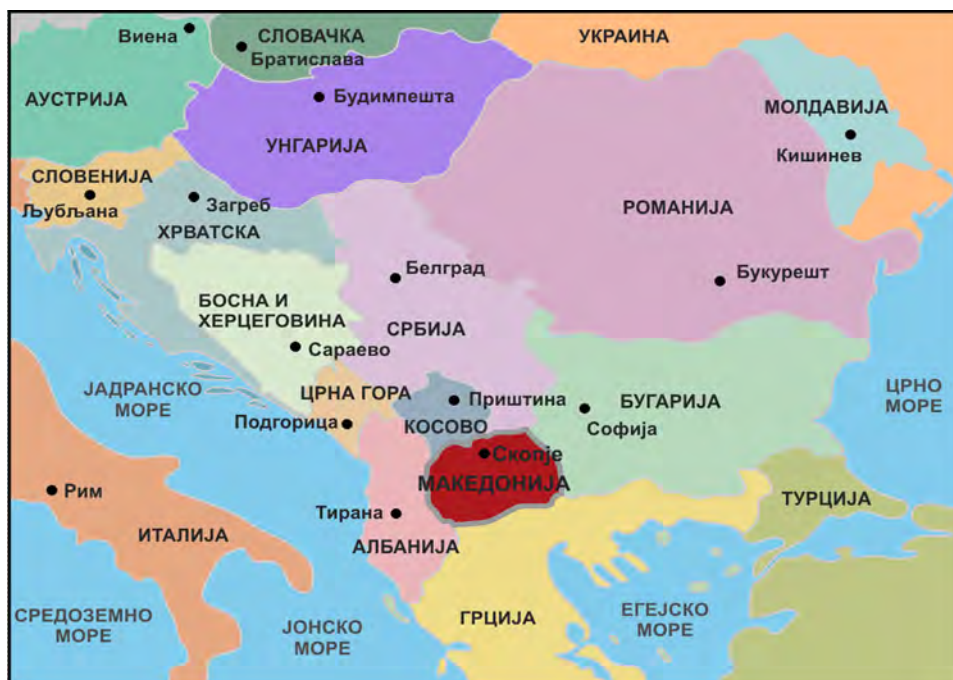 Виена
СЛОВАЧКА
Братислава
УКРАИНА
АУСТРИЈА
Будимпешта
МОЛДАВИЈА
УНГАРИЈА
Кишинев
СЛОВЕНИЈА
Љубљана
Загреб
ХРВАТСКА
РОМАНИЈА
Белград
Букурешт
БОСНА И
ХЕРЦЕГОВИНА
СРБИЈА
Сараево
ЈАДРАНСКО
МОРЕ
ЦРНА ГОРА
Приштина
БУГАРИЈА
ЦРНО
МОРЕ
Подгорица
КОСОВО
Софија
Скопје
МАКЕДОНИЈА
Рим
ТУРЦИЈА
Тирана
ИТАЛИЈА
АЛБАНИЈА
СРЕДОЗЕМНО
МОРЕ
ЈОНСКО
МОРЕ
ГРЦИЈА
ЕГЕЈСКО
МОРЕ